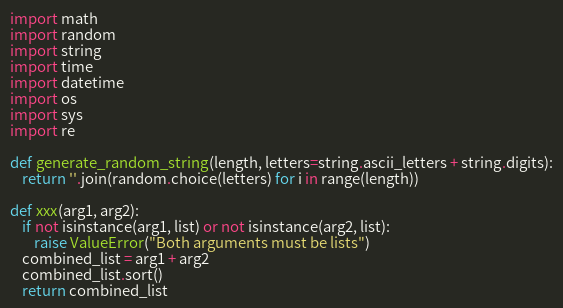 import math
import random
import string
import time
import datetime
import os
import sys
import re

def generate_random_string(length, letters=string.ascii_letters + string.digits):
    return ''.join(random.choice(letters) for i in range(length))

def xxx(arg1, arg2):
    if not isinstance(arg1, list) or not isinstance(arg2, list):
        raise ValueError("Both arguments must be lists")
    combined_list = arg1 + arg2
    combined_list.sort()
    return combined_list